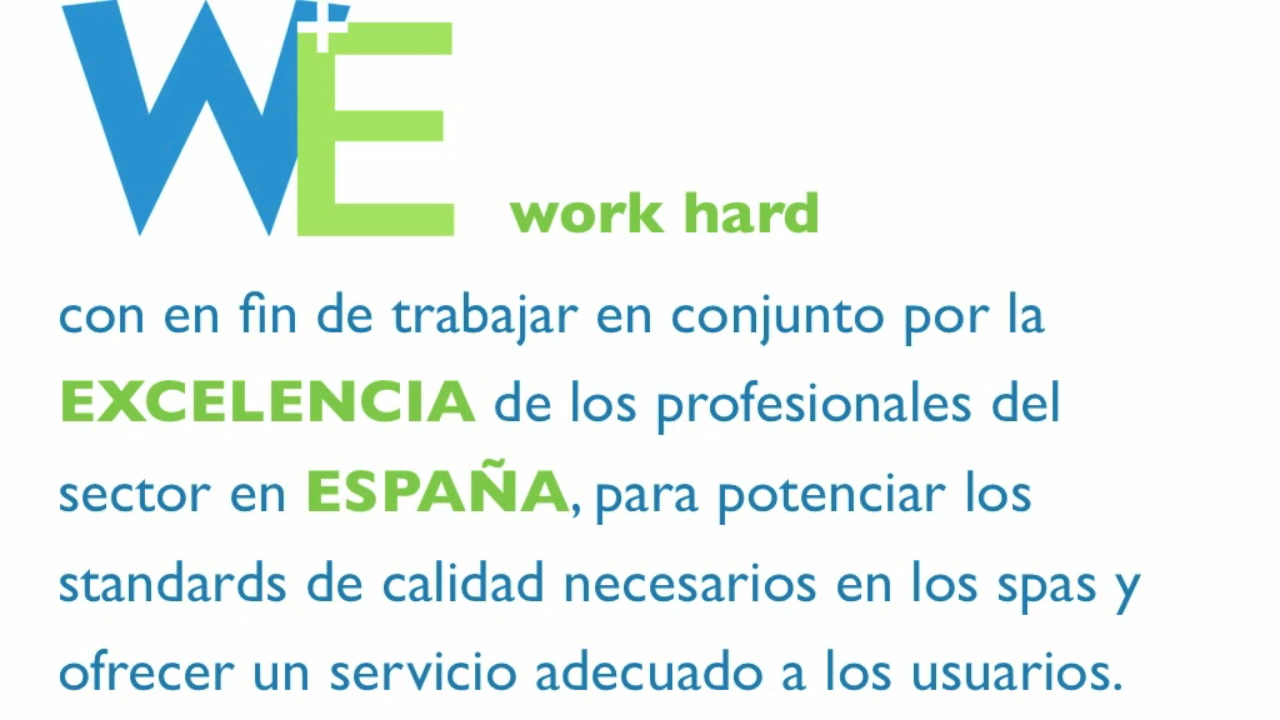 W+E work hard
con en fin de trabajar en conjunto por la
EXCELENCIA de los profesionales del
sector en ESPAÑA, para potenciar los
standards de calidad necesarios en los spas y
ofrecer un servicio adecuado a los usuarios.